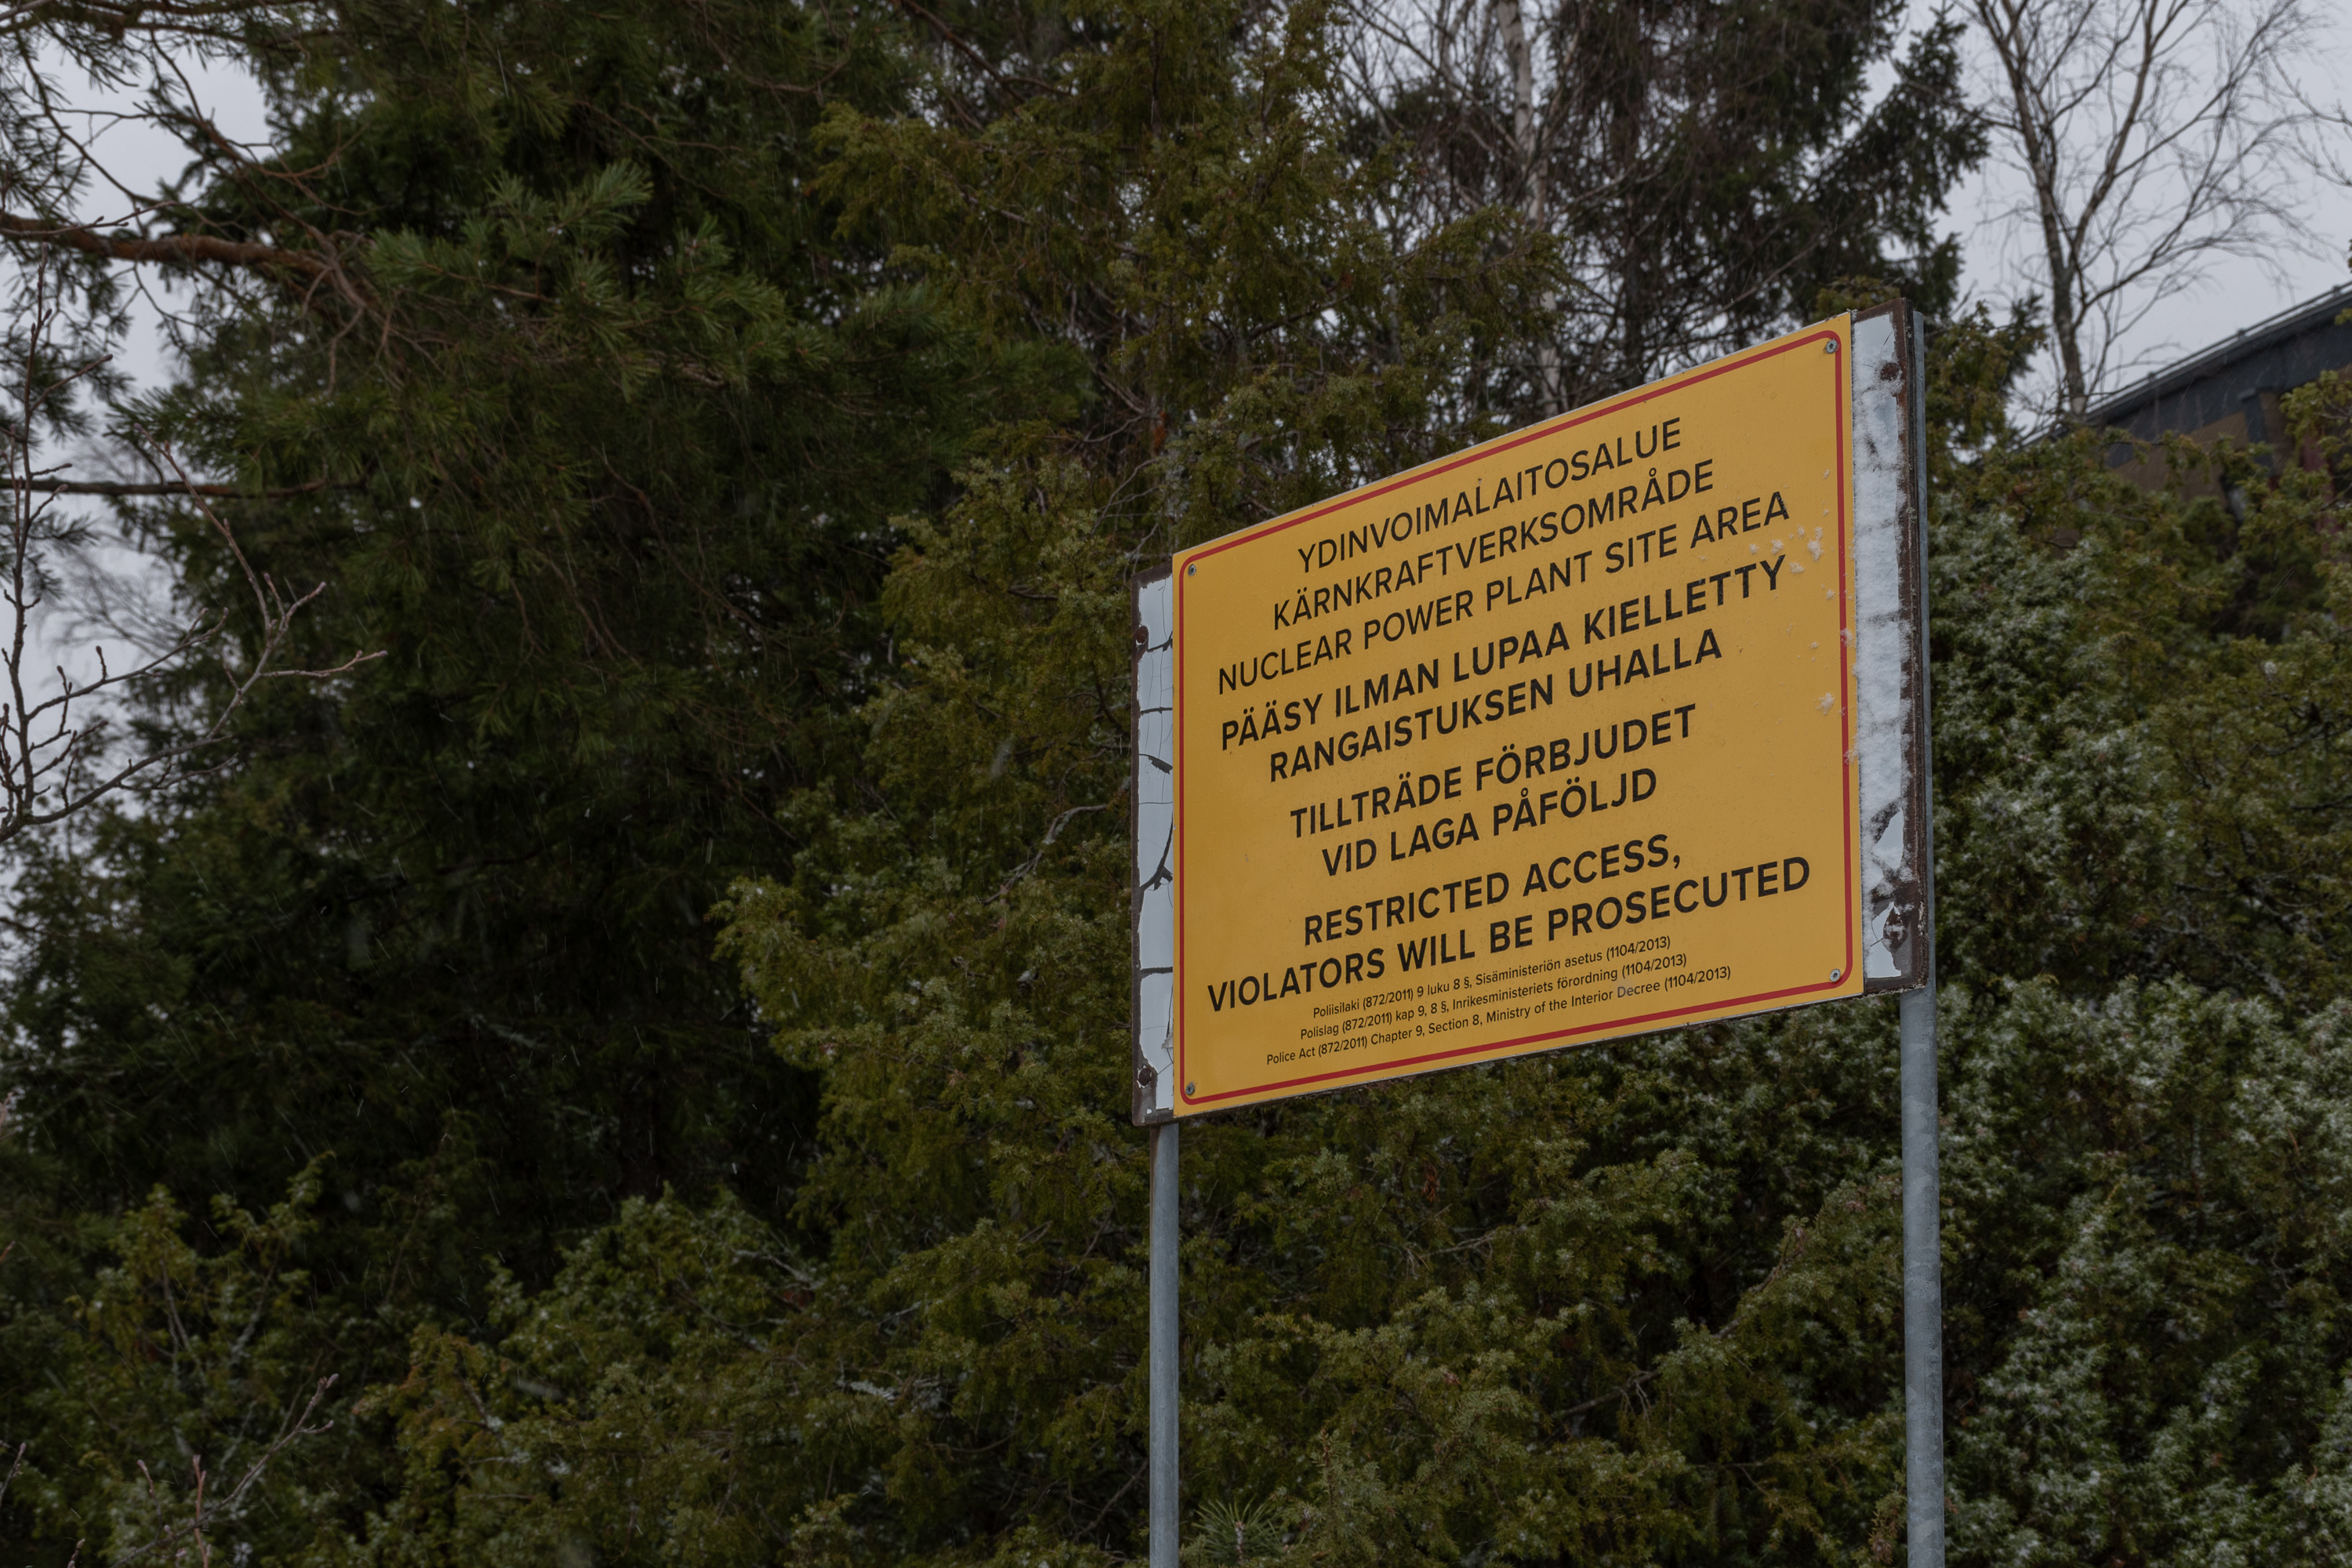 YDINVOIMALAITOSALUE
KÄRNKRAFTVERKSOMRÅDE
NUCLEAR POWER PLANT SITE AREA
PÄÄSY ILMAN LUPAA KIELLETTY
RANGAISTUKSEN UHALLA
TILLTRÄDE FÖRBJUDET
VID LAGA PÅFÖLJD
RESTRICTED ACCESS,
VIOLATORS WILL BE PROSECUTED
Poliisilaki (872/2011) 9 luku 8 §, Sisäministeriön asetus (1104/2013)
Polislag (872/2011) kap 9, 8 §, Inrikesministeriets förordning (1104/2013)
Police Act (872/2011) Chapter 9, Section 8, Ministry of the Interior Decree (1104/2013)